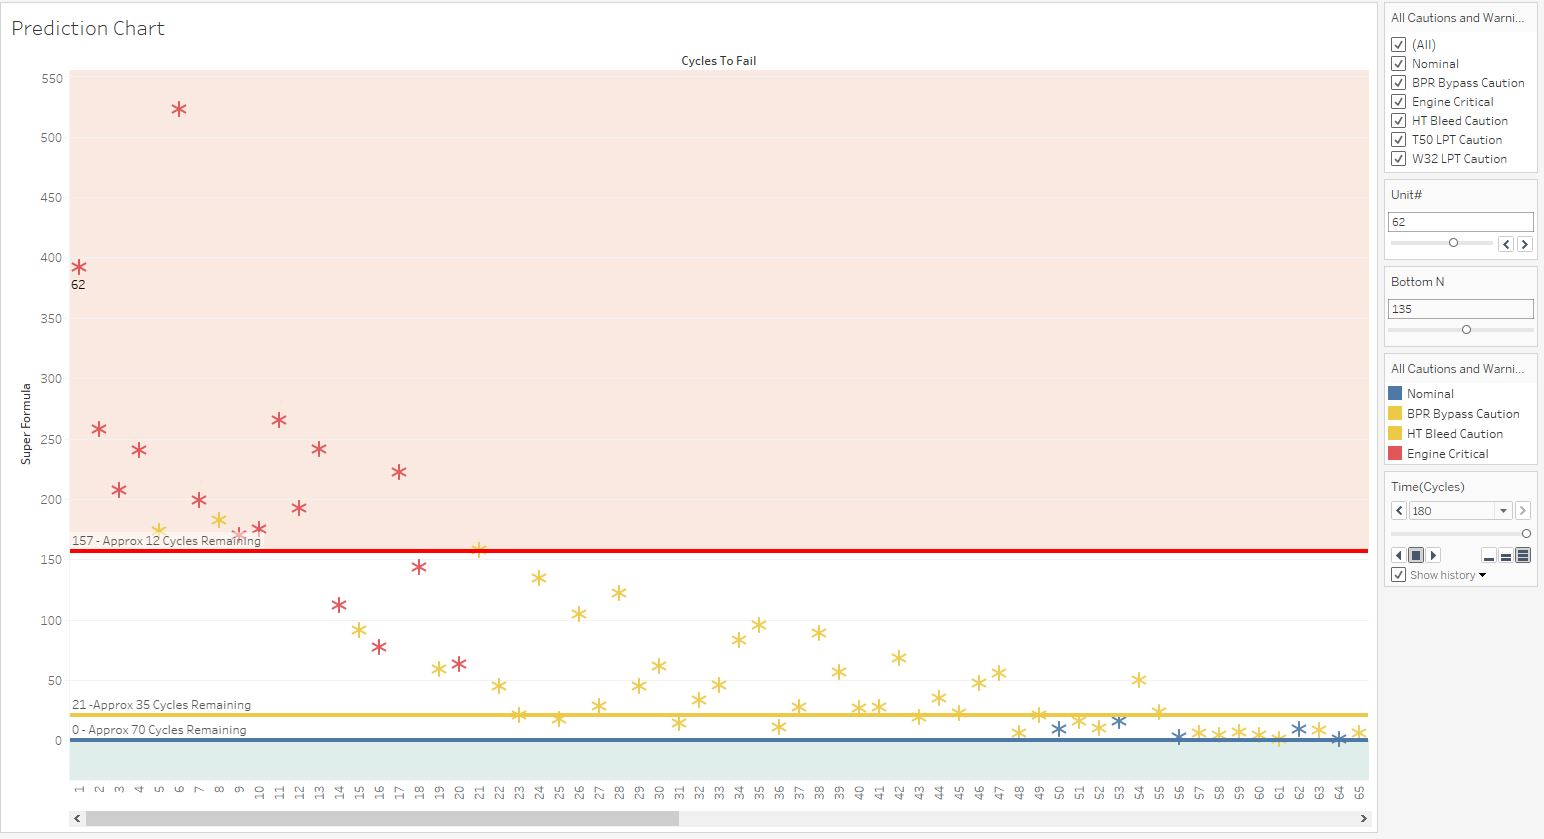 Prediction Chart
Cycles To Fail
550
500
450
400
350
300
250
200
150
100
50
0
Super Formula
62
157 - Approx 12 Cycles Remaining
21 -Approx 35 Cycles Remaining
0 - Approx 70 Cycles Remaining
1 2 3 4 5 6 7 8 9 10 11 12 13 14 15 16 17 18 19 20 21 22 23 24 25 26 27 28 29 30 31 32 33 34 35 36 37 38 39 40 41 42 43 44 45 46 47 48 49 50 51 52 53 54 55 56 57 58 59 60 61 62 63 64 65
All Cautions and Warni...
(All)
Nominal
BPR Bypass Caution
Engine Critical
HT Bleed Caution
T50 LPT Caution
W32 LPT Caution
Unit#
62
Bottom N
135
All Cautions and Warni...
Nominal
BPR Bypass Caution
HT Bleed Caution
Engine Critical
Time(Cycles)
180
Show history